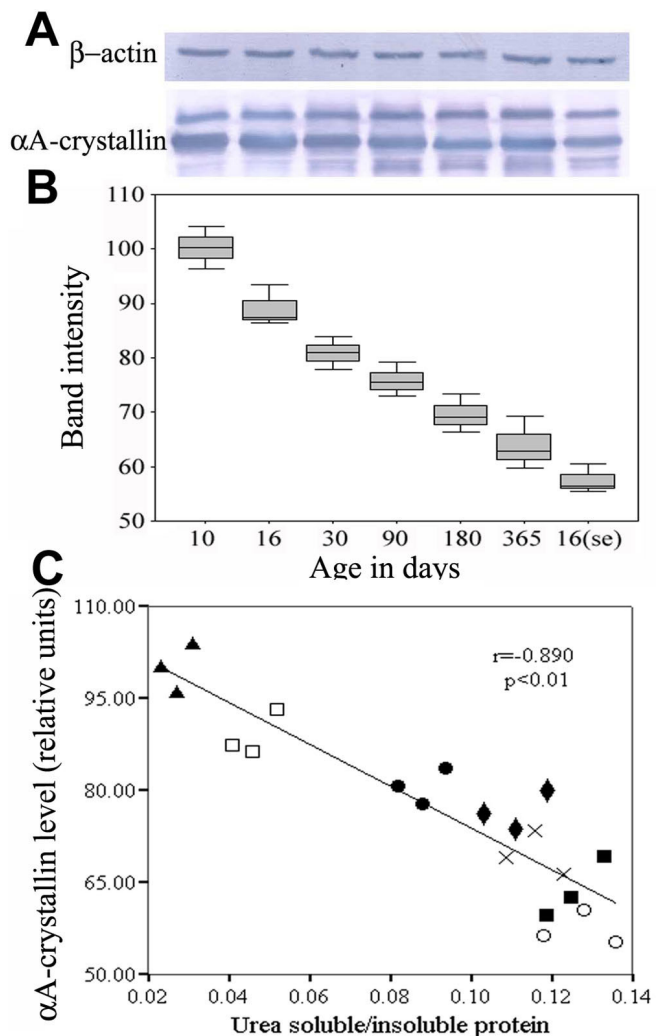 A
β–actin
αA-crystallin
B
110
100
90
80
70
60
50
Band intensity
10 16 30 90 180 365 16(se)
Age in days
C
110.00
95.00
80.00
65.00
50.00
αA-crystallin level (relative units)
r=-0.890
p<0.01
0.02 0.04 0.06 0.08 0.10 0.12 0.14
Urea soluble/insoluble protein